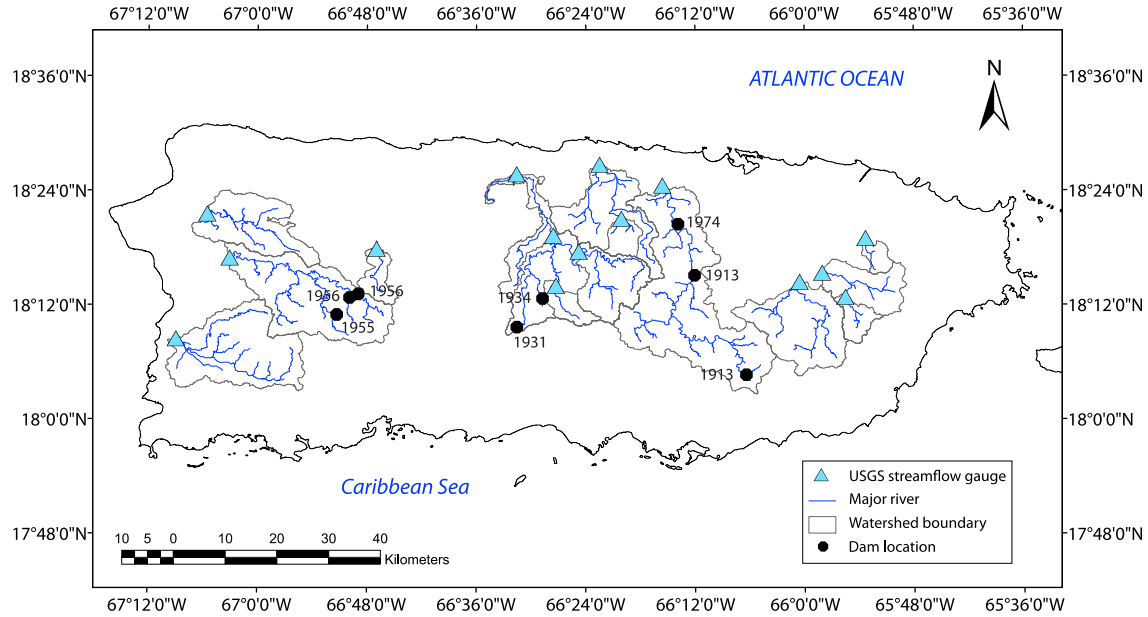 67°12'0"W 67°0'0"W 66°48'0"W 66°36'0"W 66°24'0"W 66°12'0"W 66°0'0"W 65°48'0"W 65°36'0"W
18°36'0"N ATLANTIC OCEAN N 18°36'0"N
18°24'0"N 18°24'0"N
1974
1913
1956 1956
1934
18°12'0"N 18°12'0"N
1955
1931
1913
18°0'0"N 18°0'0"N
Caribbean Sea
USGS streamflow gauge
Major river
Watershed boundary
Dam location
17°48'0"N 17°48'0"N
10 5 0 10 20 30 40
Kilometers
67°12'0"W 67°0'0"W 66°48'0"W 66°36'0"W 66°24'0"W 66°12'0"W 66°0'0"W 65°48'0"W 65°36'0"W